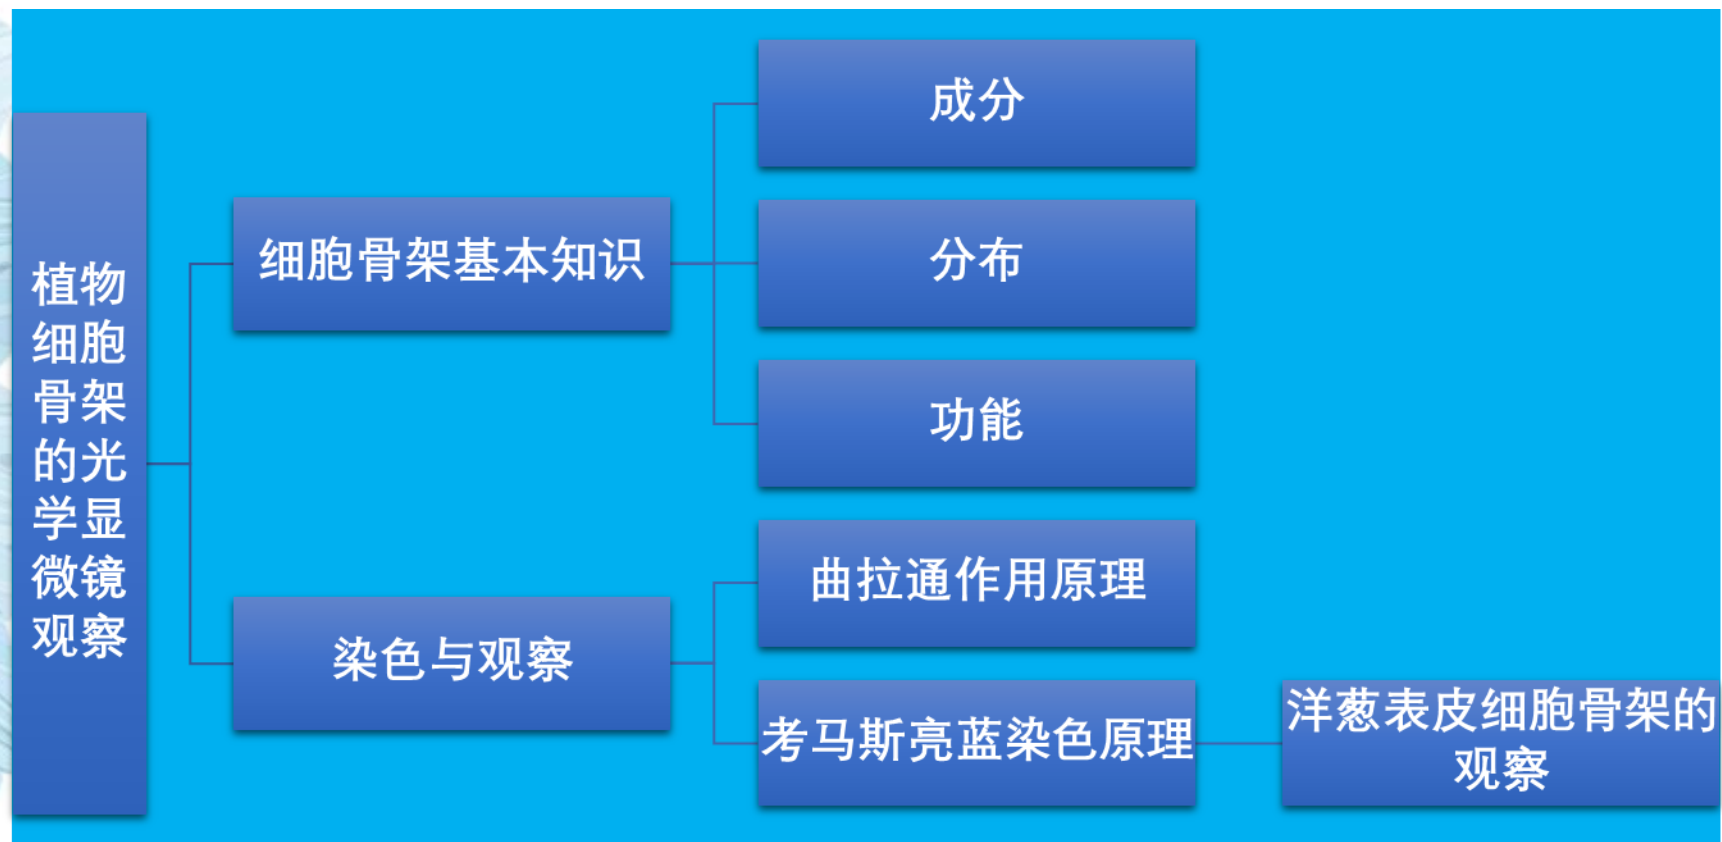 植物
细胞
骨架
的光
学显
微镜
观察
细胞骨架基本知识
成分
分布
功能
染色与观察
曲拉通作用原理
考马斯亮蓝染色原理
洋葱表皮细胞骨架的
观察